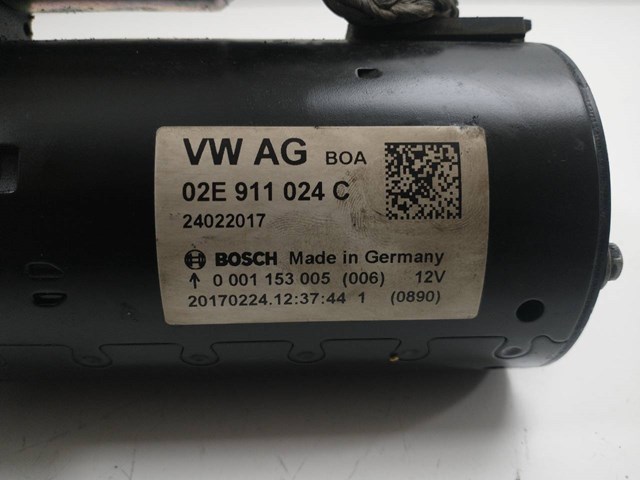 VW AG BOA
02E 911 024 C
24022017
BOSCH Made in Germany
↑ 0 001 153 005 (006) 12V
20170224.12:37:44 1 (0890)